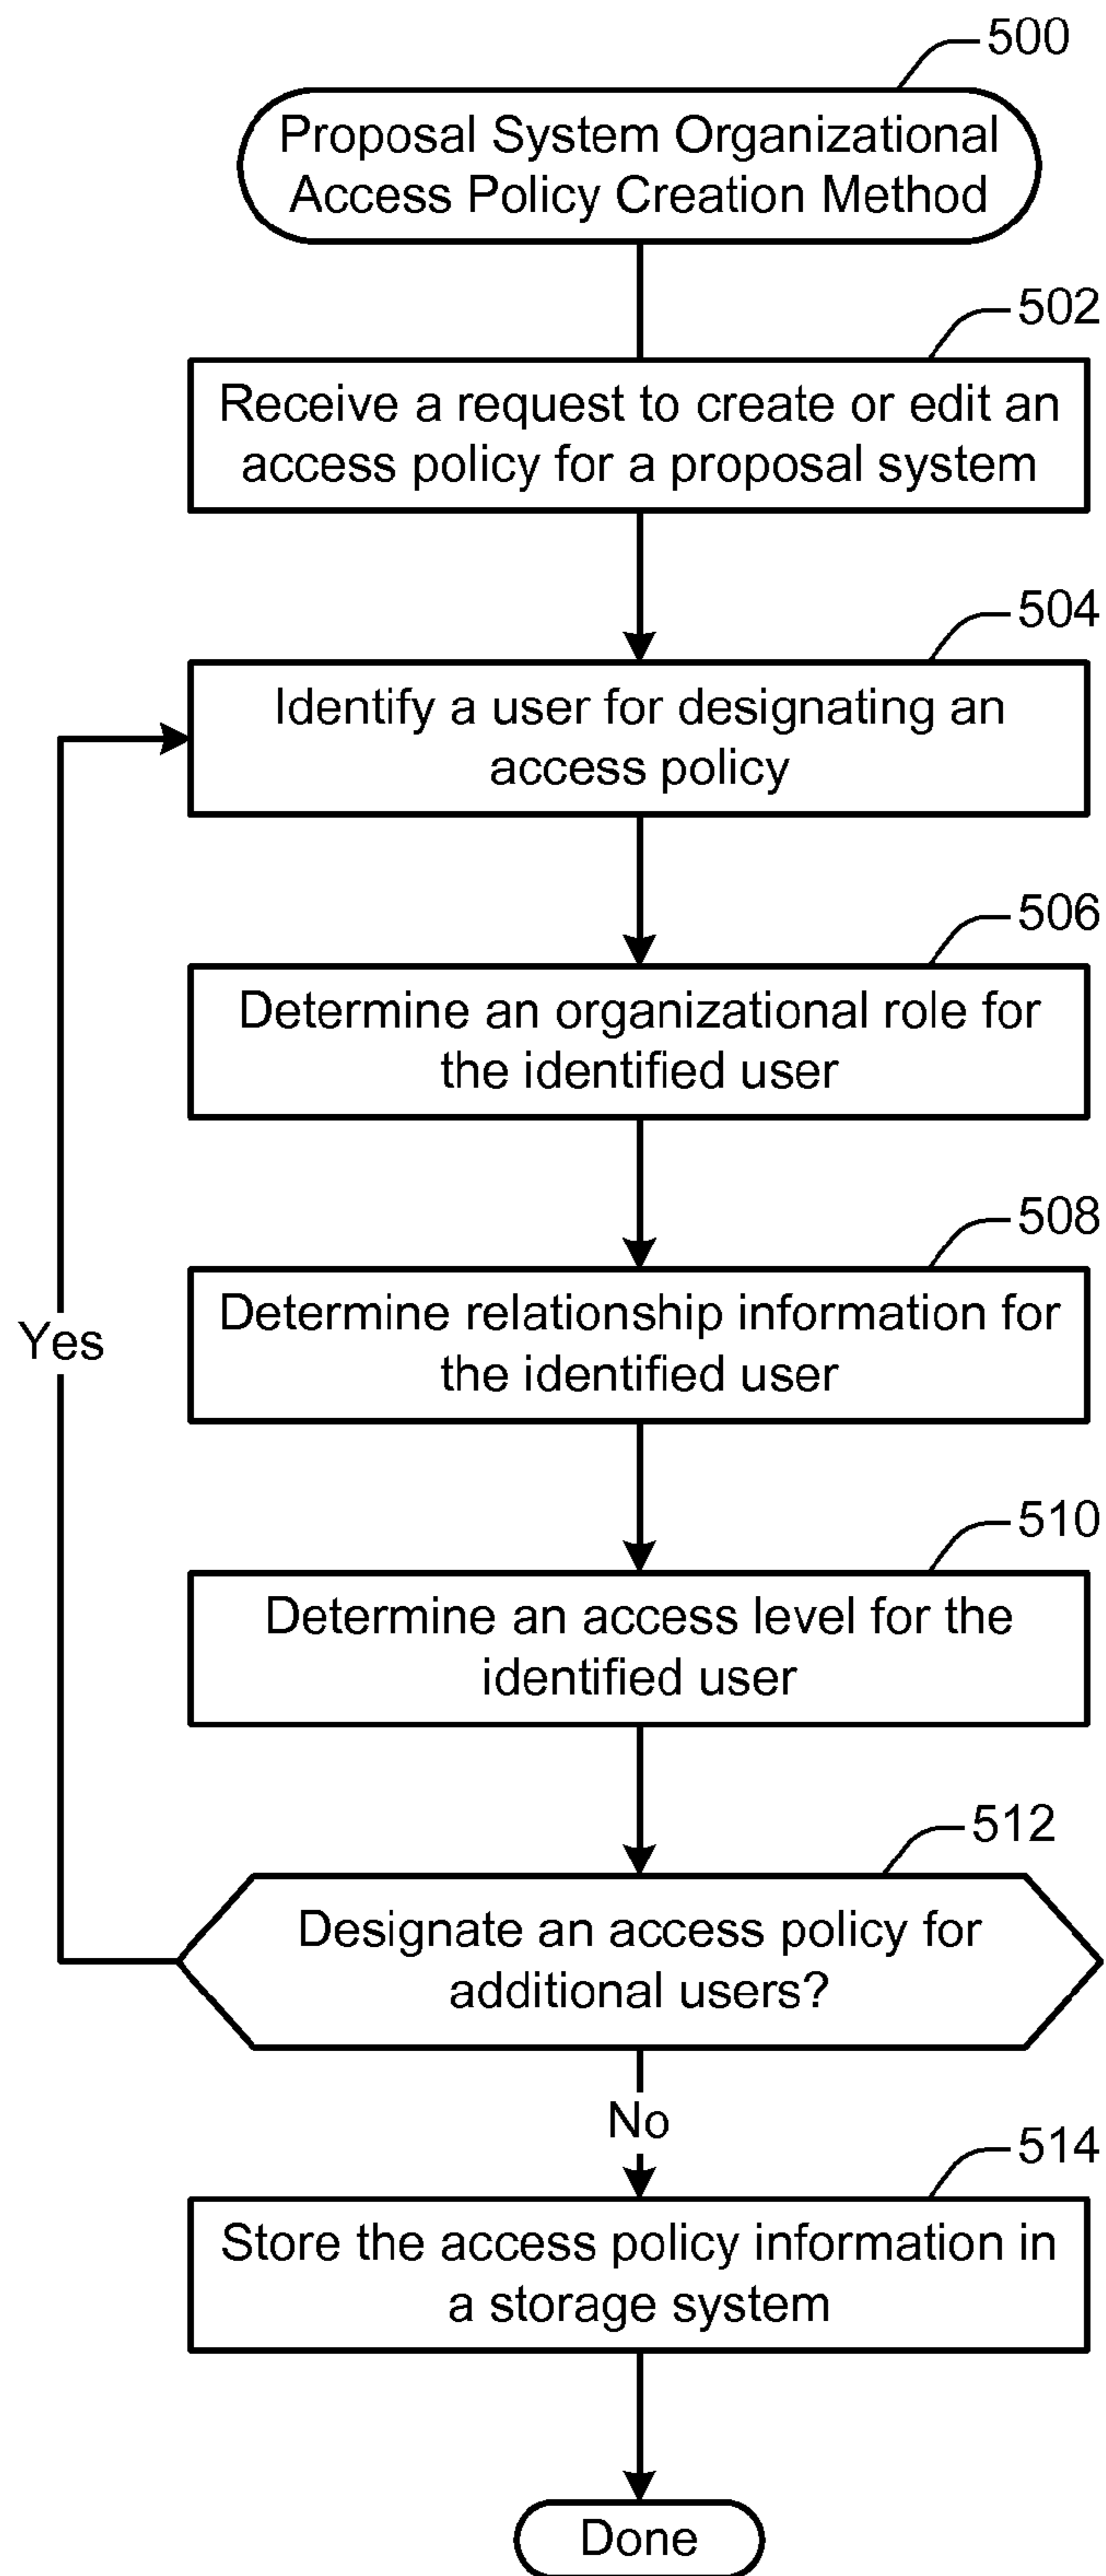 500
Proposal System Organizational
Access Policy Creation Method
502
Receive a request to create or edit an
access policy for a proposal system
504
Identify a user for designating an
access policy
506
Determine an organizational role for
the identified user
508
Determine relationship information for
the identified user
Yes
510
Determine an access level for the
identified user
512
Designate an access policy for
additional users?
No
514
Store the access policy information in
a storage system
Done